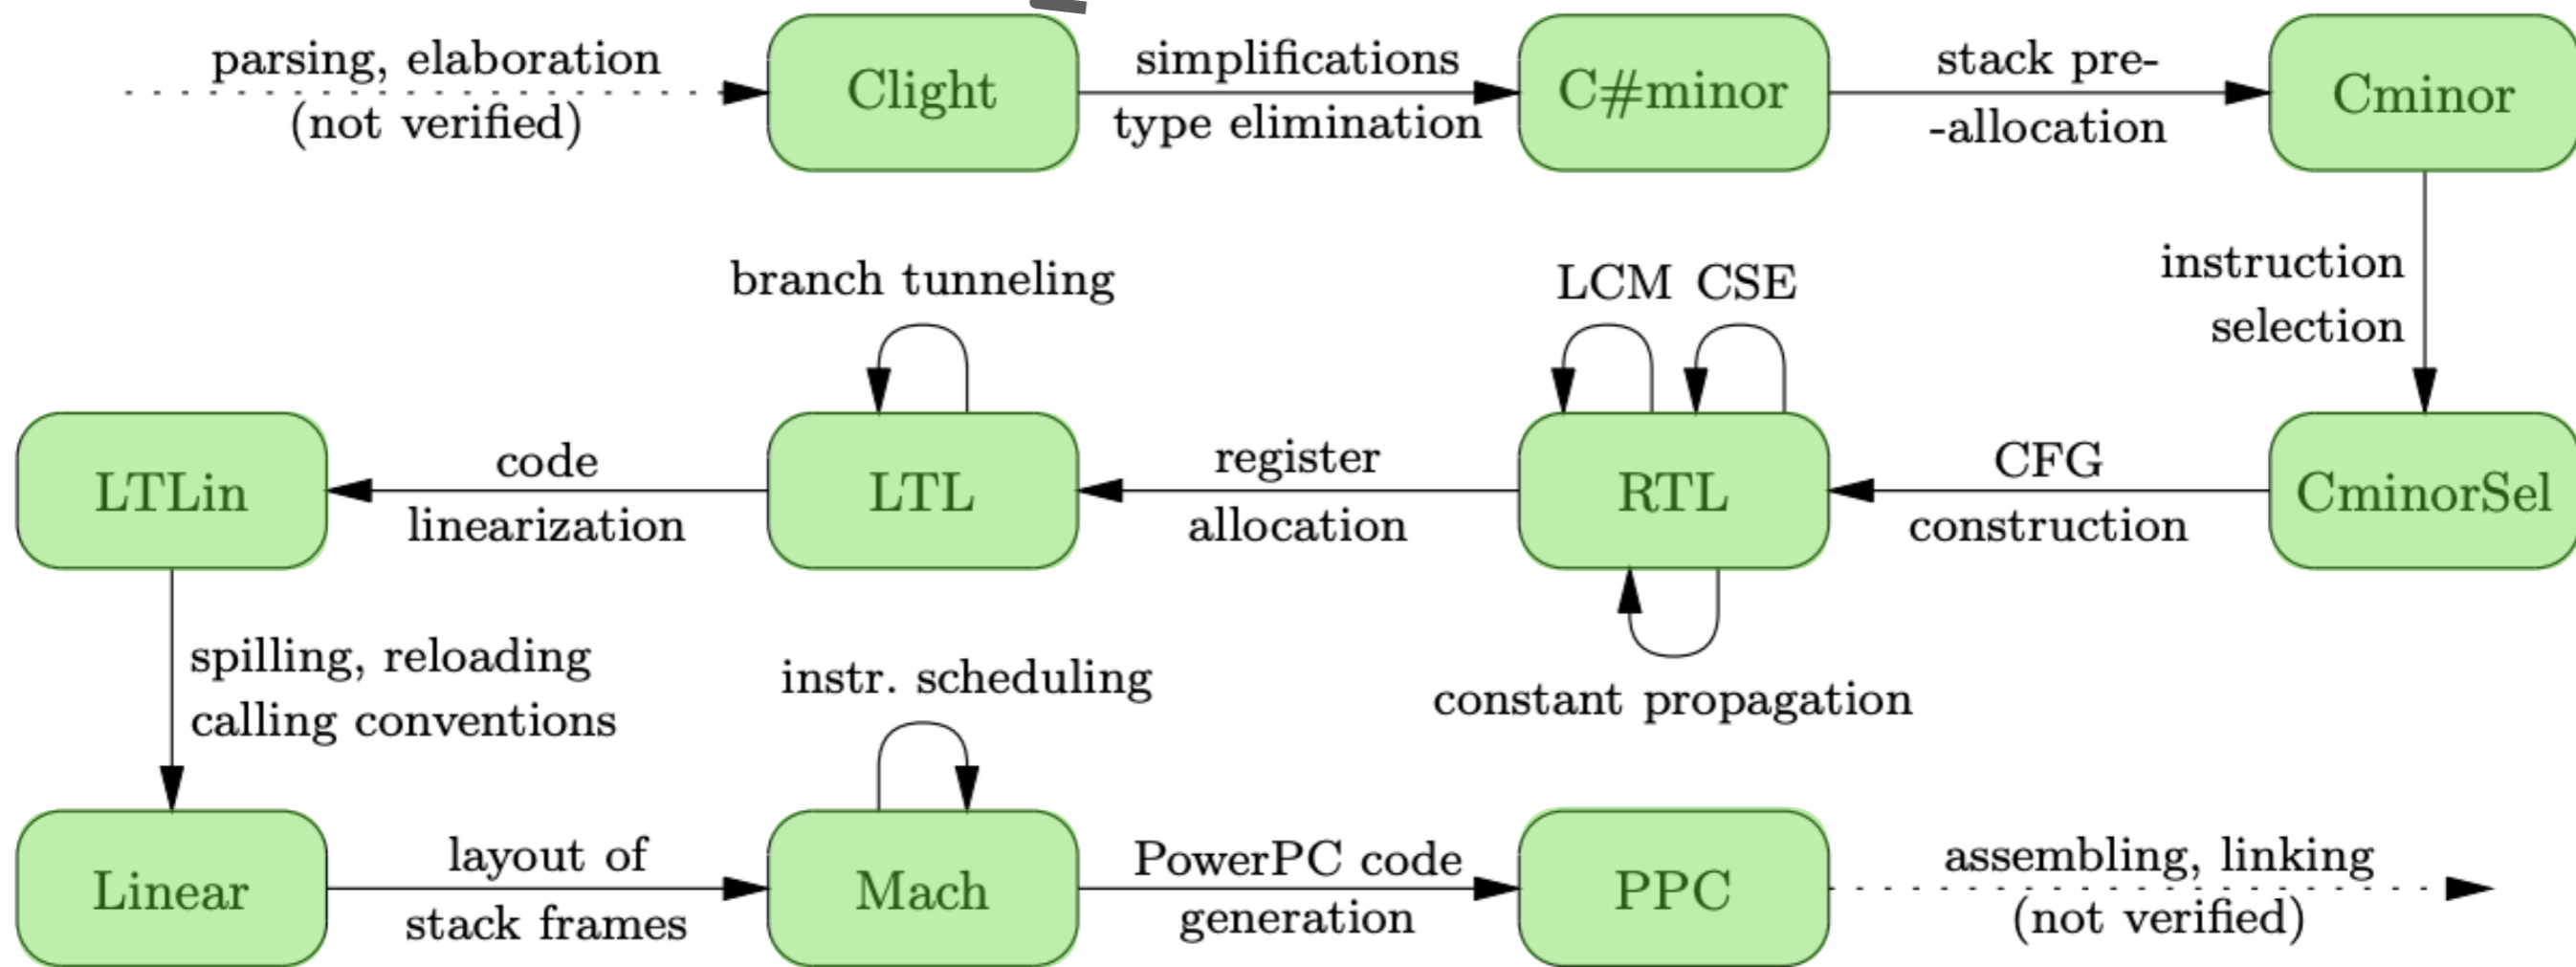 parsing, elaboration
(not verified)
Clight
simplifications
type elimination
C#minor
stack pre-
-allocation
Cminor
instruction
selection
branch tunneling
LCM CSE
LTLin
code
linearization
LTL
register
allocation
RTL
CFG
construction
CminorSel
constant propagation
spilling, reloading
calling conventions
instr. scheduling
Linear
layout of
stack frames
Mach
PowerPC code
generation
PPC
assembling, linking
(not verified)